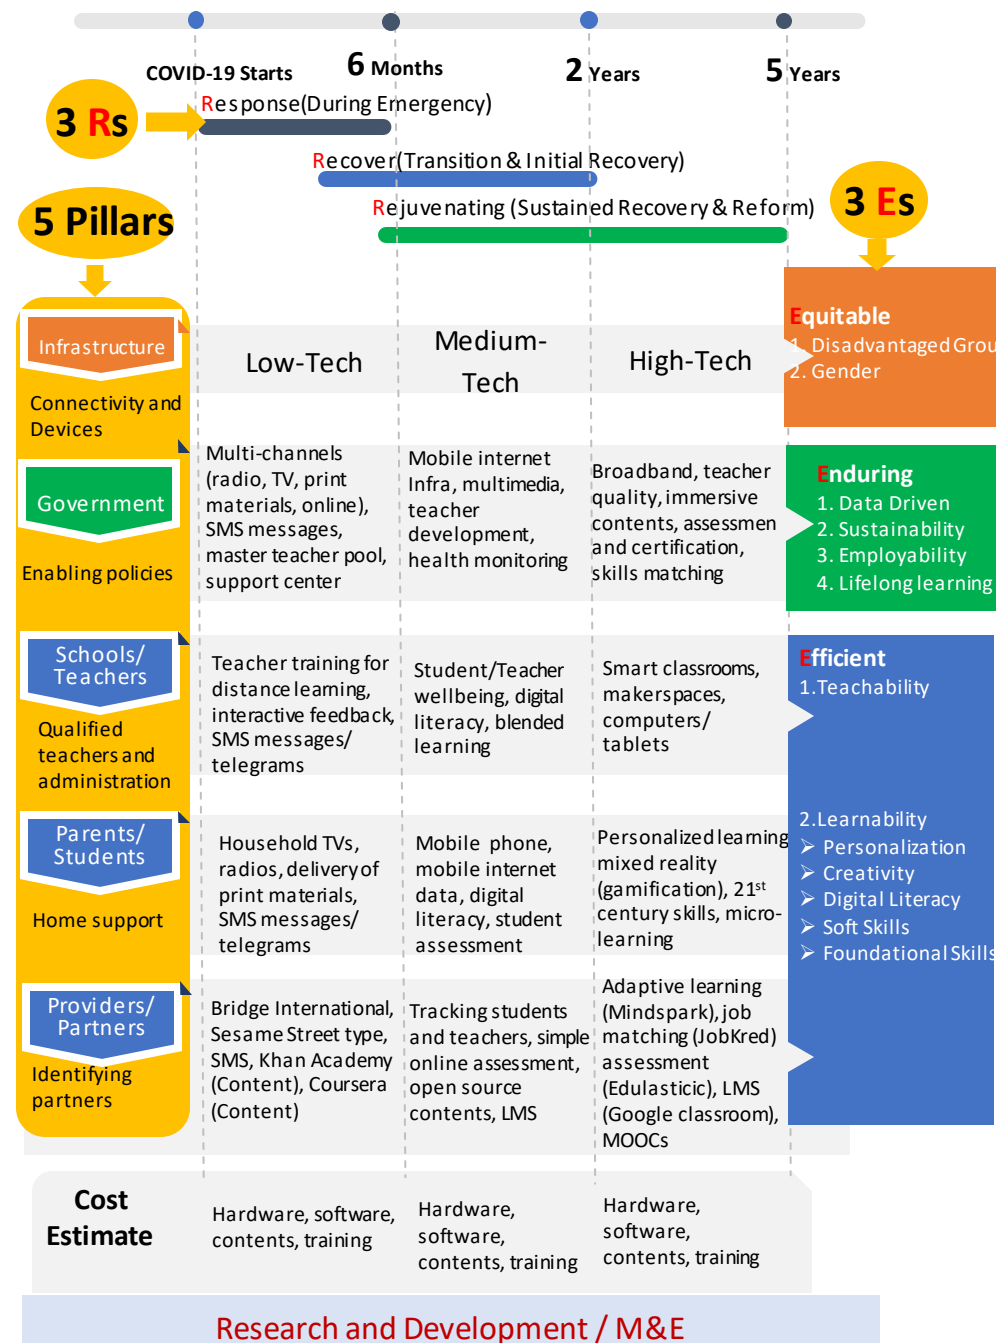 COVID-19 Starts
6 Months
2 Years
5 Years
3 Rs
Response(During Emergency)
Recover(Transition & Initial Recovery)
Rejuvenating (Sustained Recovery & Reform)
3 Es
5 Pillars
Infrastructure
Connectivity and
Devices
Low-Tech
Medium-
Tech
High-Tech
Equitable
1. Disadvantaged Grou
2. Gender
Government
Enabling policies
Multi-channels
(radio, TV, print
materials, online),
SMS messages,
master teacher pool,
support center
Mobile internet
Infra, multimedia,
teacher
development,
health monitoring
Broadband, teacher
quality, immersive
contents, assessmen
and certification,
skills matching
Enduring
1. Data Driven
2. Sustainability
3. Employability
4. Lifelong learning
Schools/
Teachers
Qualified
teachers and
administration
Teacher training for
distance learning,
interactive feedback,
SMS messages/
telegrams
Student/Teacher
wellbeing, digital
literacy, blended
learning
Smart classrooms,
makerspaces,
computers/
tablets
Efficient
1.Teachability
Parents/
Students
Home support
Household TVs,
radios, delivery of
print materials,
SMS messages/
telegrams
Mobile phone,
mobile internet
data, digital
literacy, student
assessment
Personalized learning
mixed reality
(gamification), 21st
century skills, micro-
learning
2.Learnability
➢ Personalization
➢ Creativity
➢ Digital Literacy
➢ Soft Skills
➢ Foundational Skills
Providers/
Partners
Identifying
partners
Bridge International,
Sesame Street type,
SMS, Khan Academy
(Content), Coursera
(Content)
Tracking students
and teachers, simple
online assessment,
open source
contents, LMS
Adaptive learning
(Mindspark), job
matching (JobKred)
assessment
(Edulasticic), LMS
(Google classroom),
MOOCs
Cost
Estimate
Hardware, software,
contents, training
Hardware,
software,
contents, training
Hardware,
software,
contents, training
Research and Development / M&E